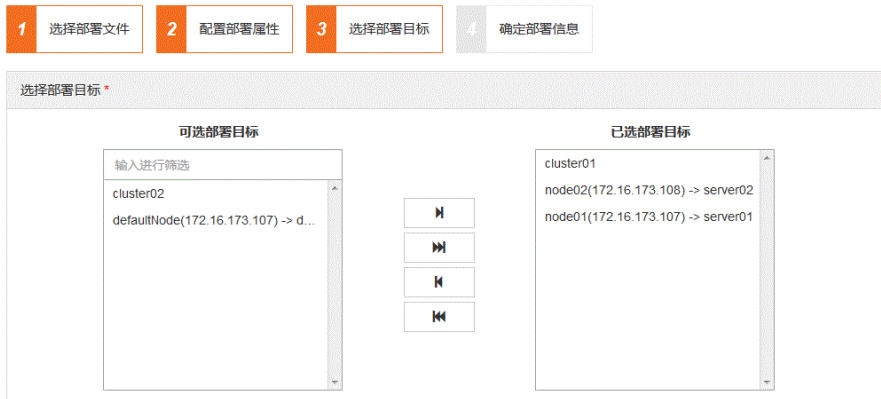 1 选择部署文件 2 配置部署属性 3 选择部署目标 4 确定部署信息
选择部署目标 *
可选部署目标
输入进行筛选
cluster02
defaultNode(172.16.173.107) -> d...
已选部署目标
cluster01
node02(172.16.173.108) -> server02
node01(172.16.173.107) -> server01